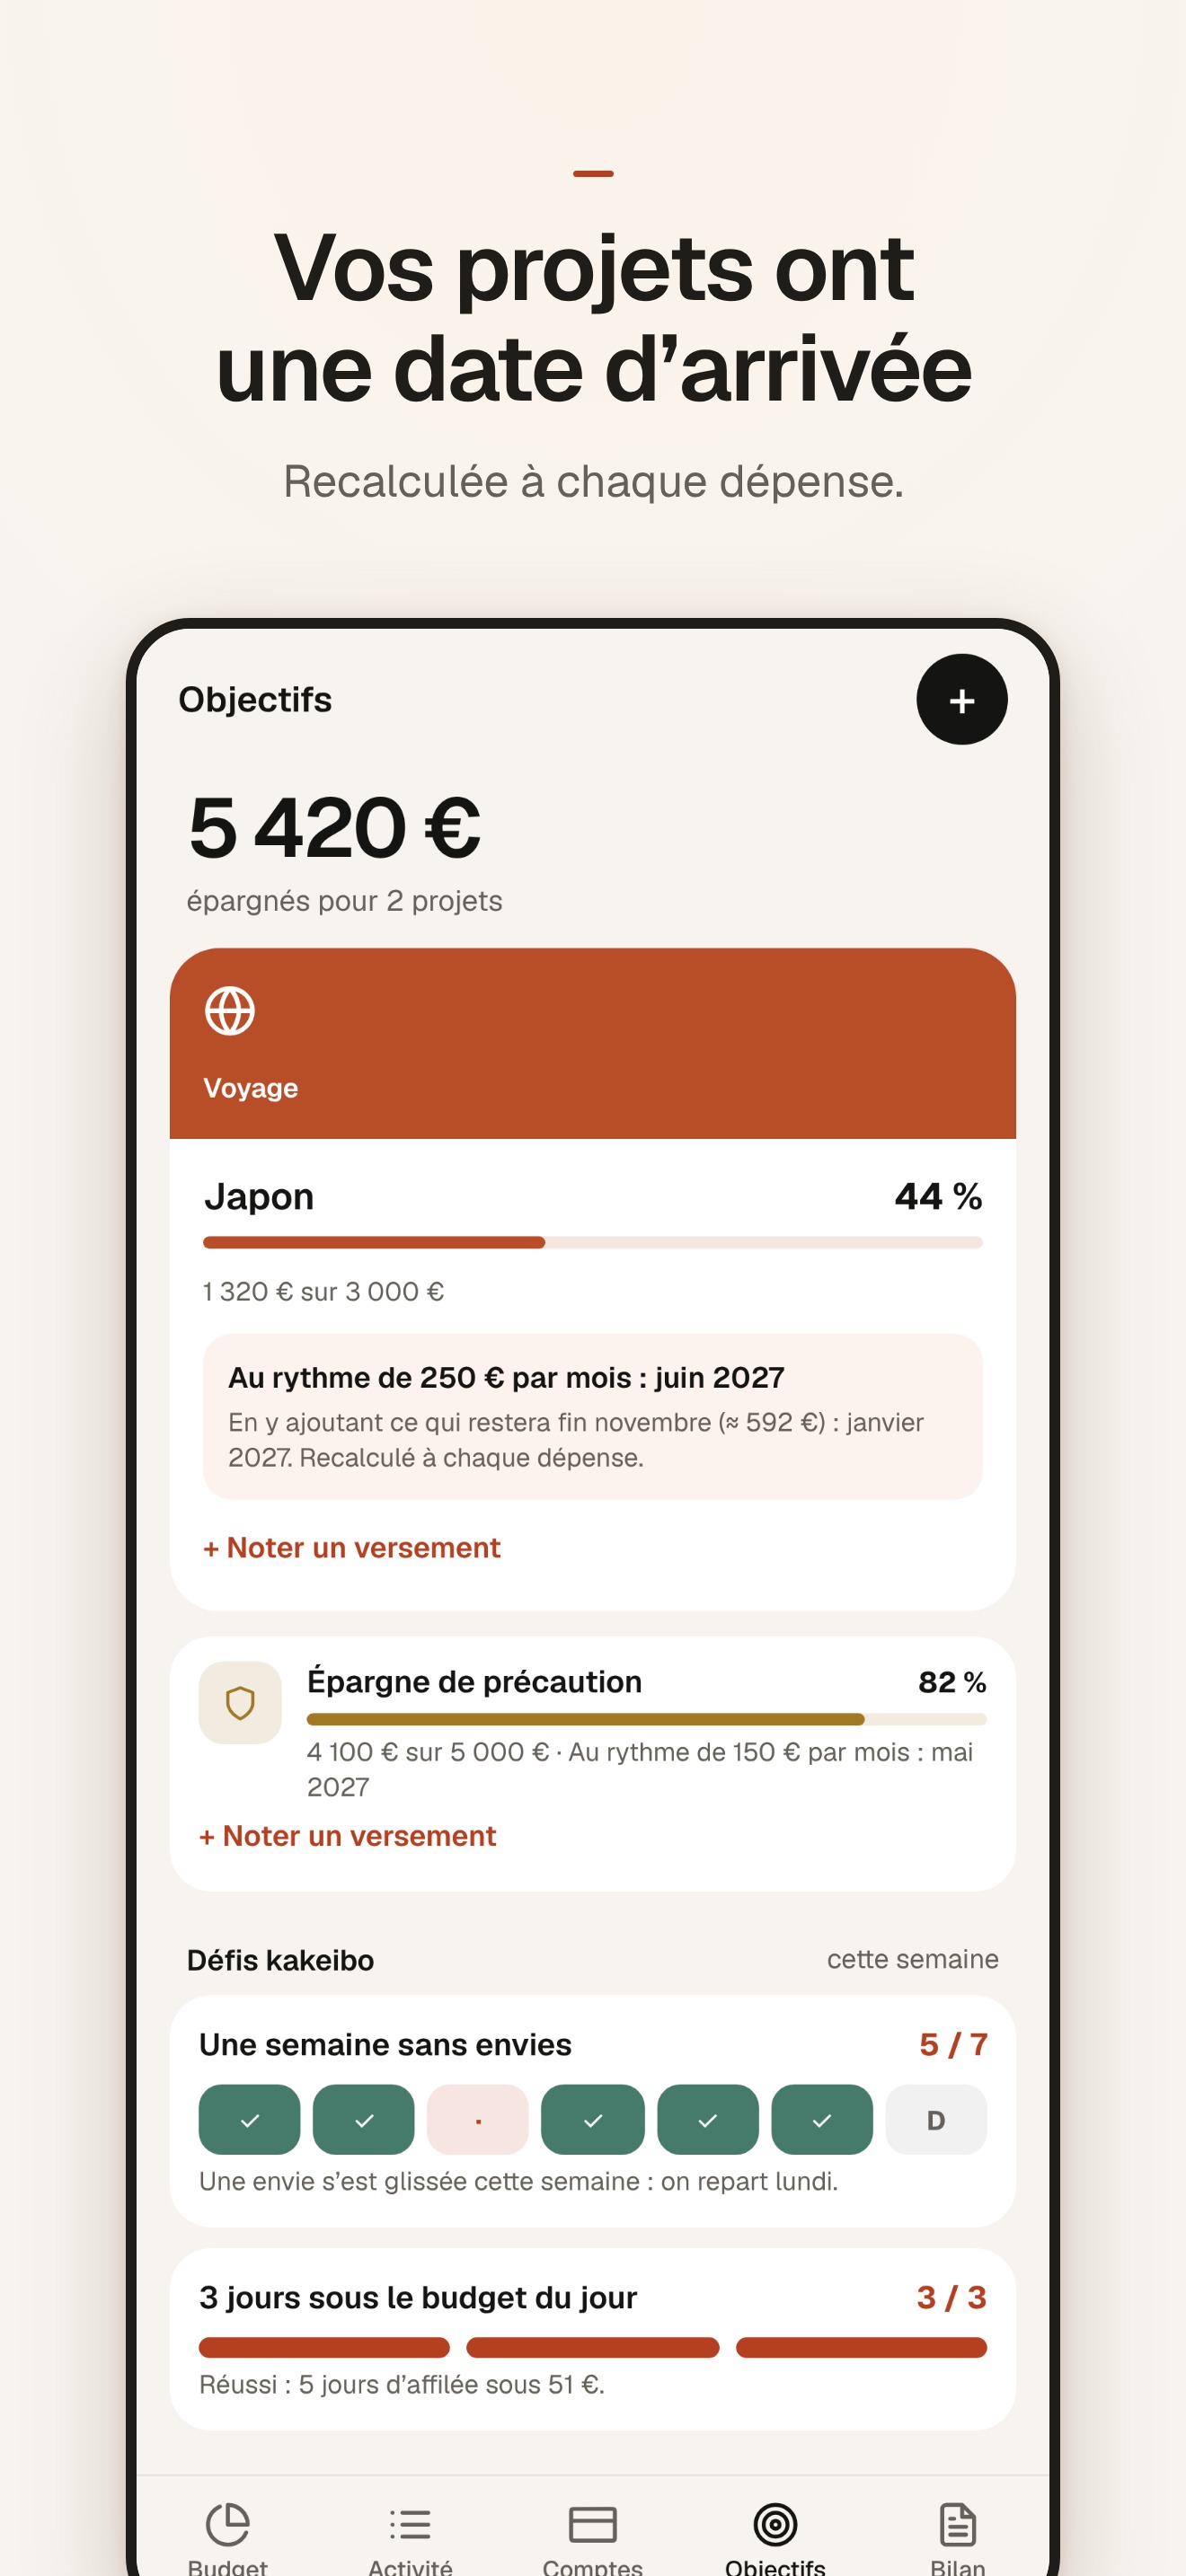 Vos projets ont
une date d’arrivée
Recalculée à chaque dépense.
Objectifs
+
5 420 €
épargnés pour 2 projets
Voyage
Japon
44 %
1 320 € sur 3 000 €
Au rythme de 250 € par mois : juin 2027
En y ajoutant ce qui restera fin novembre (≈ 592 €) : janvier
2027. Recalculé à chaque dépense.
+ Noter un versement
Épargne de précaution
82 %
4 100 € sur 5 000 € · Au rythme de 150 € par mois : mai
2027
+ Noter un versement
Défis kakeibo
cette semaine
Une semaine sans envies
5 / 7
D
Une envie s’est glissée cette semaine : on repart lundi.
3 jours sous le budget du jour
3 / 3
Réussi : 5 jours d’affilée sous 51 €.
Budget
Activité
Comptes
Objectifs
Bilan